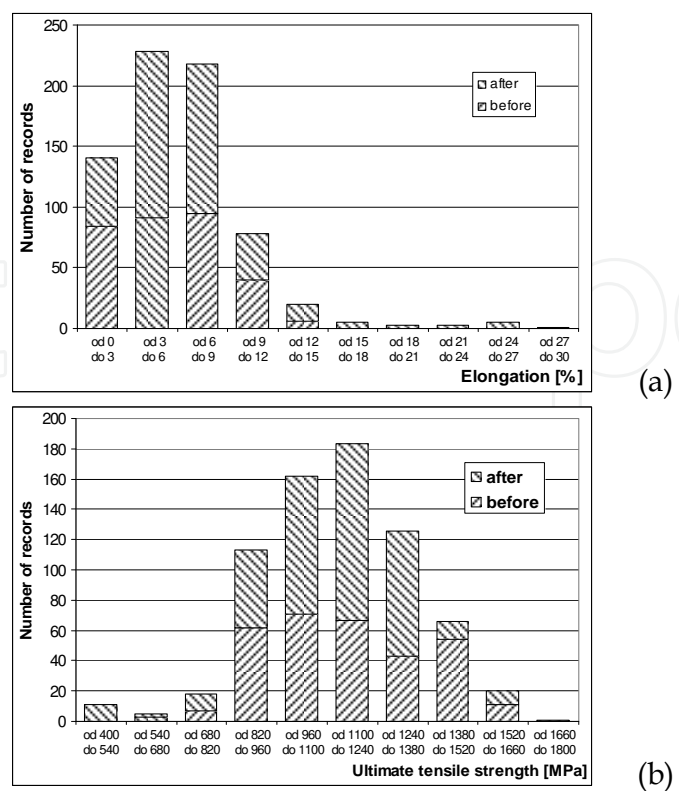 250
200
150
100
50
0
Number of records
after
before
od 0 od 3 od 6 od 9 od 12 od 15 od 18 od 21 od 24 od 27
do 3 do 6 do 9 do 12 do 15 do 18 do 21 do 24 do 27 do 30
Elongation [%]
(a)
200
180
160
140
120
100
80
60
40
20
0
Number of records
after
before
od 400 od 540 od 680 od 820 od 960 od 1100 od 1240 od 1380 od 1520 od 1660
do 540 do 680 do 820 do 960 do 1100 do 1240 do 1380 do 1520 do 1660 do 1800
Ultimate tensile strength [MPa]
(b)